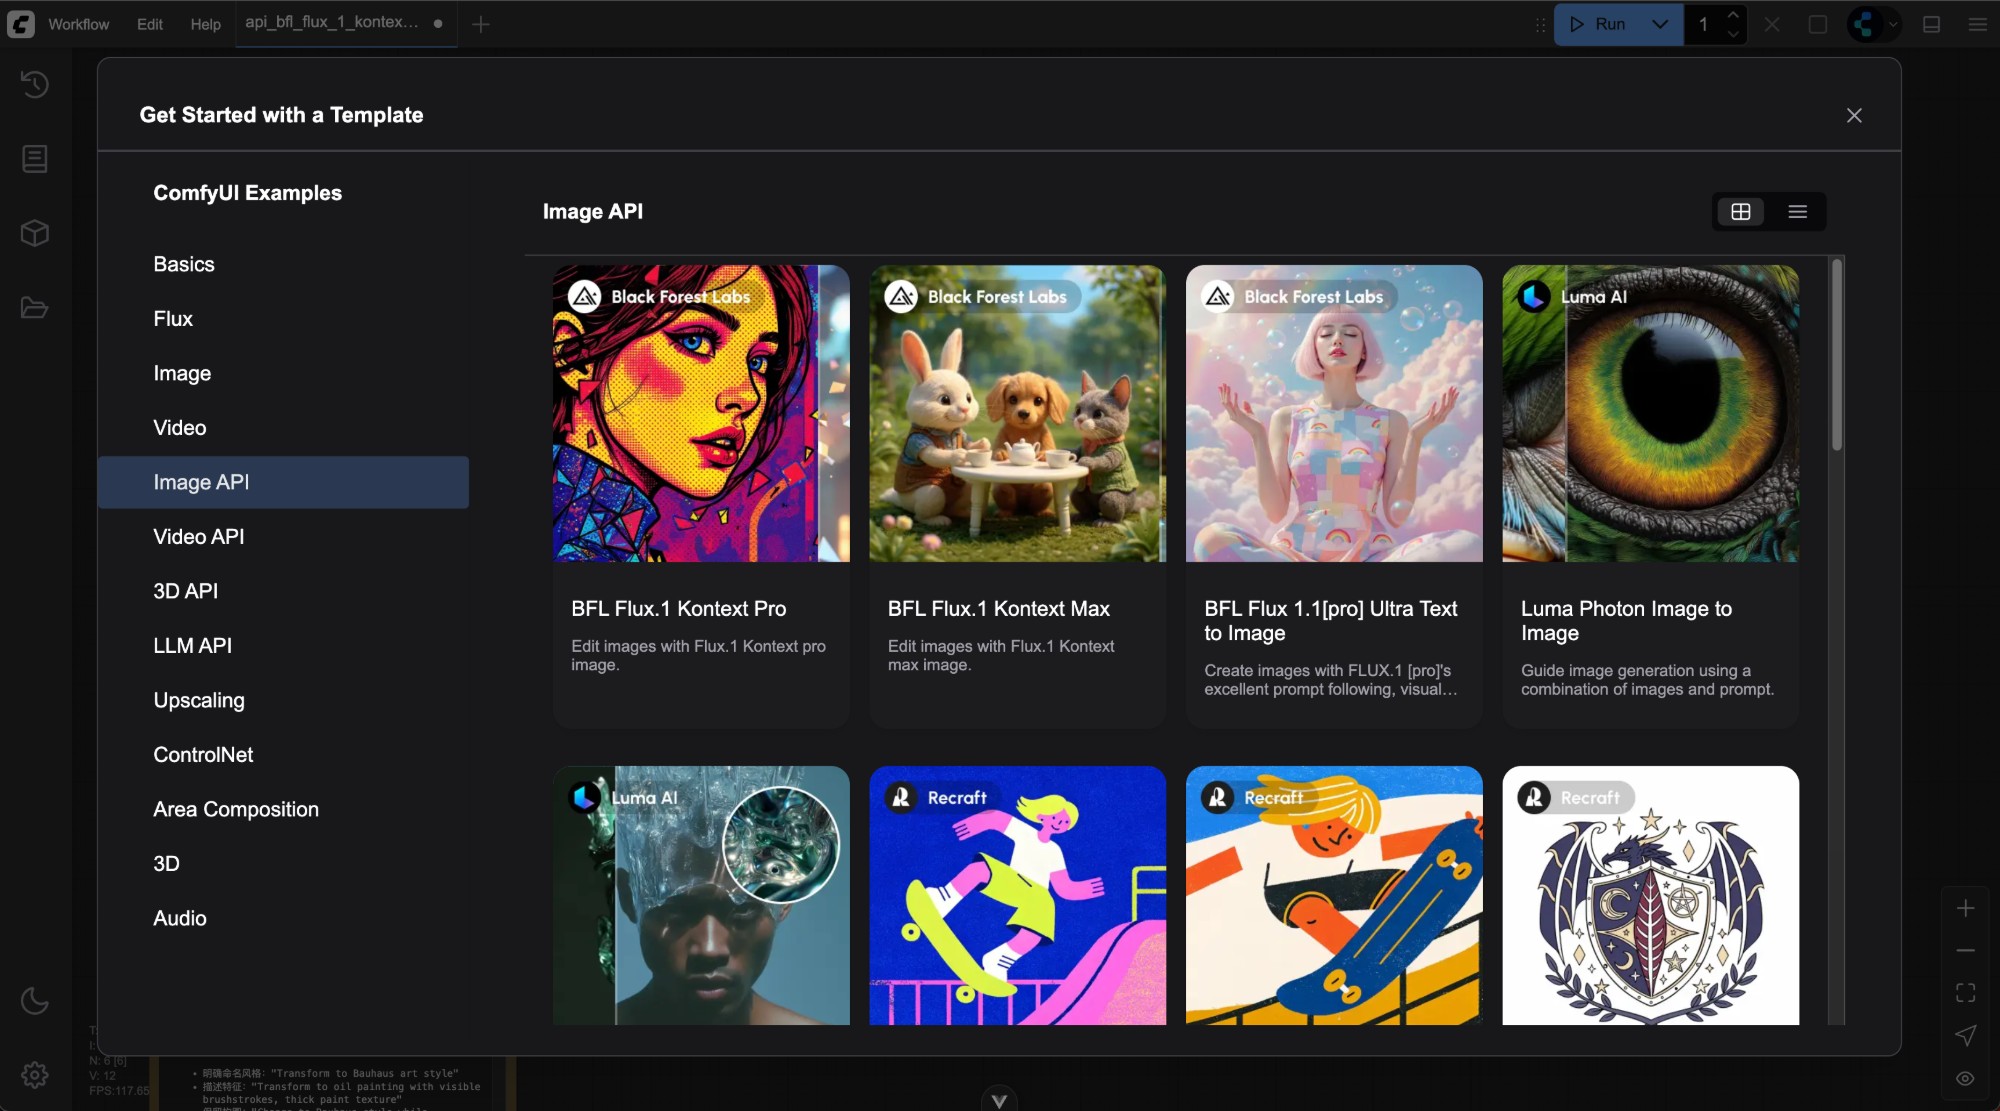 Workflow
Edit
Help
api_bfl_flux_1_kontex...
Run
1
Get Started with a Template
ComfyUI Examples
Basics
Flux
Image
Video
Image API
Video API
3D API
LLM API
Upscaling
ControlNet
Area Composition
3D
Audio
Image API
Black Forest Labs
Black Forest Labs
Black Forest Labs
Luma AI
BFL Flux.1 Kontext Pro
Edit images with Flux.1 Kontext pro
image.
BFL Flux.1 Kontext Max
Edit images with Flux.1 Kontext
max image.
BFL Flux 1.1[pro] Ultra Text
to Image
Create images with FLUX.1 [pro]'s
excellent prompt following, visual...
Luma Photon Image to
Image
Guide image generation using a
combination of images and prompt.
Luma AI
Recraft
Recraft
Recraft
N: 6 [6]
V: 12
FPS:117.65
• 明确命名风格: "Transform to Bauhaus art style"
• 描述特征: "Transform to oil painting with visible
brushstrokes, thick paint texture"